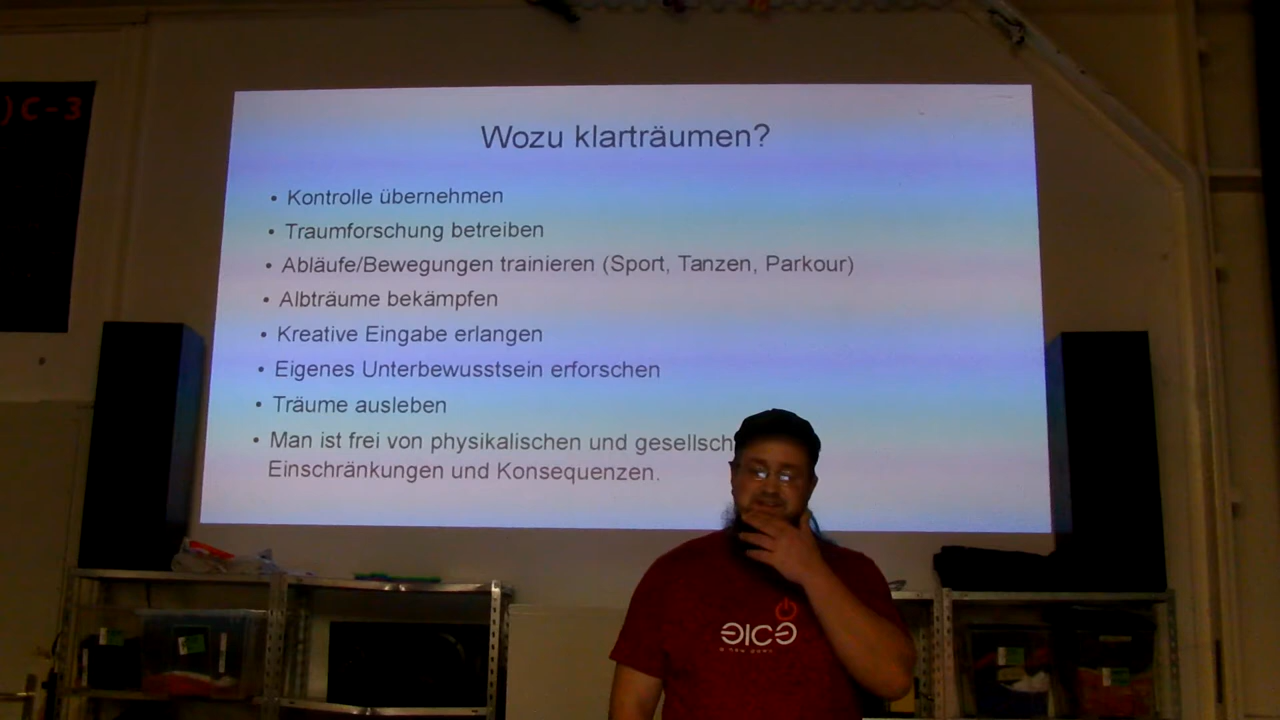 )C-3
Wozu klarträumen?
• Kontrolle übernehmen
• Traumforschung betreiben
• Abläufe/Bewegungen trainieren (Sport, Tanzen, Parkour)
• Albträume bekämpfen
• Kreative Eingabe erlangen
• Eigenes Unterbewusstsein erforschen
• Träume ausleben
• Man ist frei von physikalischen und gesellsch
Einschränkungen und Konsequenzen.